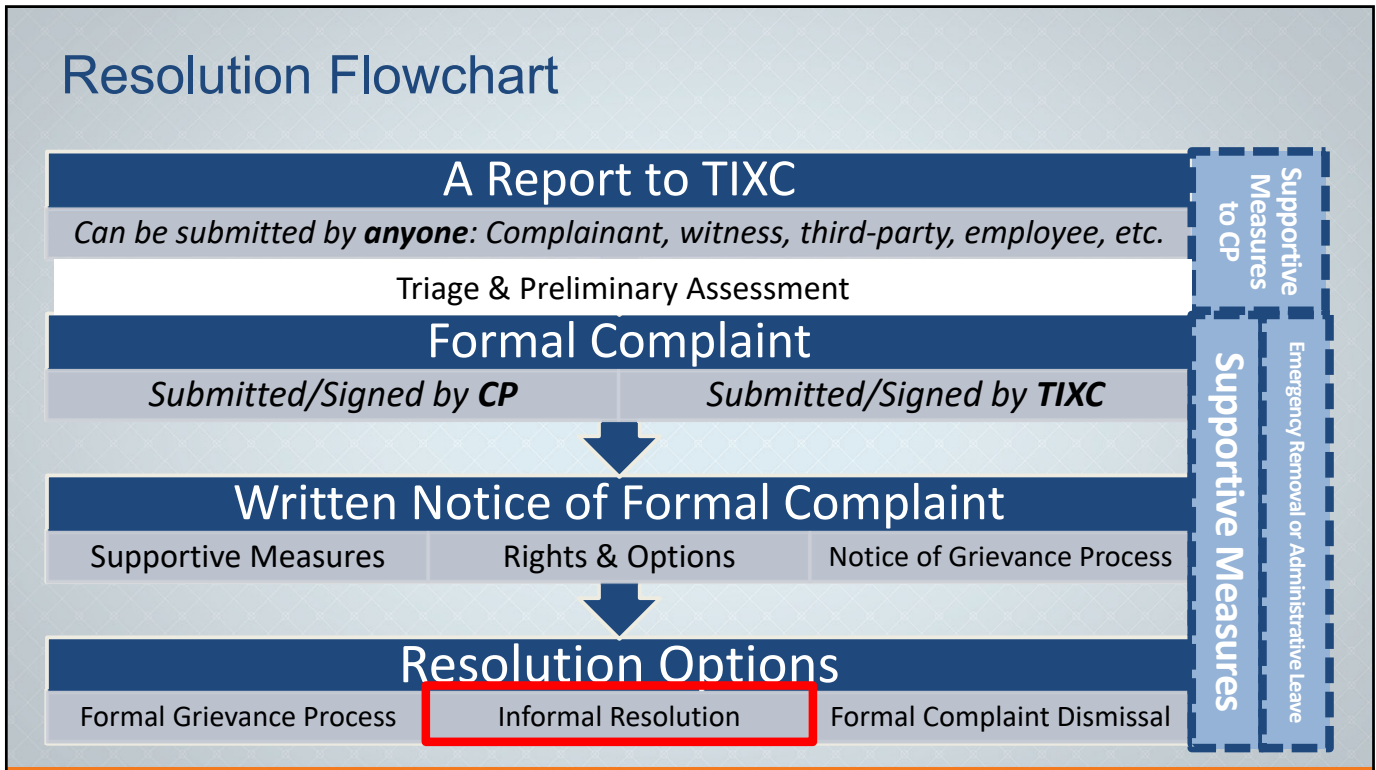 Resolution Flowchart
A Report to TIXC
Can be submitted by anyone: Complainant, witness, third-party, employee, etc.
Triage & Preliminary Assessment
Supportive
Measures
to CP
Formal Complaint
Submitted/Signed by CP
Submitted/Signed by TIXC
Written Notice of Formal Complaint
Supportive Measures
Rights & Options
Notice of Grievance Process
Resolution Options
Formal Grievance Process
Informal Resolution
Formal Complaint Dismissal
Supportive Measures
Emergency Removal or Administrative Leave